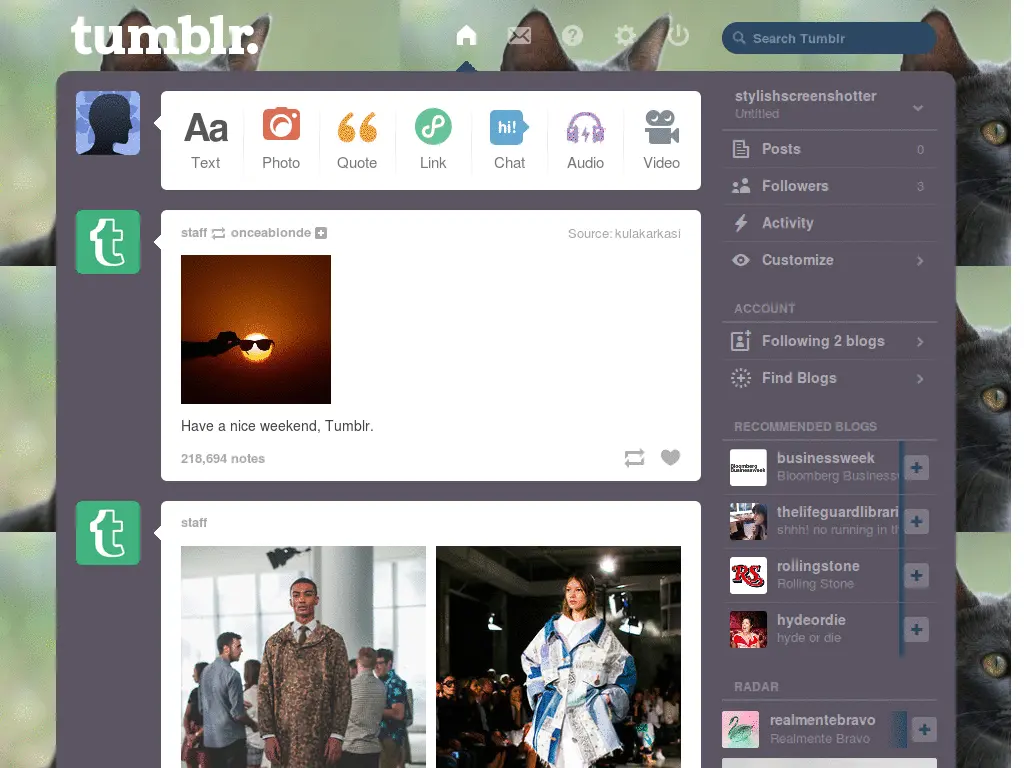 tumblr.
Search Tumblr
Aa
hi!
Text
Photo
Quote
Link
Chat
Audio
Video
stylishscreenshotter
Untitled
Posts 0
Followers 3
Activity
Customize
ACCOUNT
Following 2 blogs
Find Blogs
RECOMMENDED BLOGS
Bloomberg
Businessweek
businessweek
Bloomberg Business
thelifeguardlibrari
shhh! no running in th
RS
rollingstone
Rolling Stone
hydeordie
hyde or die
RADAR
realmentebravo
Realmente Bravo
t
staff onceablonde
Source: kulakarkasi
Have a nice weekend, Tumblr.
218,694 notes
t
staff